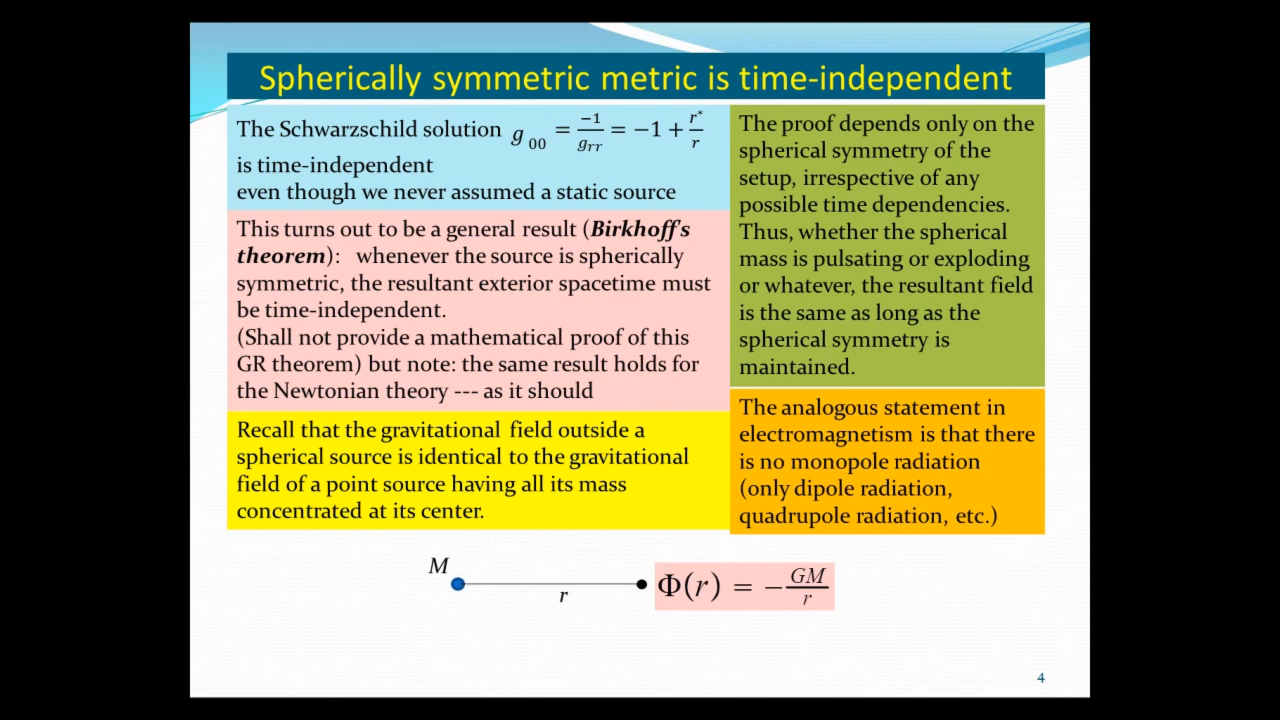 Spherically symmetric metric is time-independent
The Schwarzschild solution g 00 = −1/g_rr = −1 + r*/r
is time-independent
even though we never assumed a static source
This turns out to be a general result (Birkhoff's
theorem): whenever the source is spherically
symmetric, the resultant exterior spacetime must
be time-independent.
(Shall not provide a mathematical proof of this
GR theorem) but note: the same result holds for
the Newtonian theory --- as it should
Recall that the gravitational field outside a
spherical source is identical to the gravitational
field of a point source having all its mass
concentrated at its center.
The proof depends only on the
spherical symmetry of the
setup, irrespective of any
possible time dependencies.
Thus, whether the spherical
mass is pulsating or exploding
or whatever, the resultant field
is the same as long as the
spherical symmetry is
maintained.
The analogous statement in
electromagnetism is that there
is no monopole radiation
(only dipole radiation,
quadrupole radiation, etc.)
M
r
Φ(r) = −GM/r
4